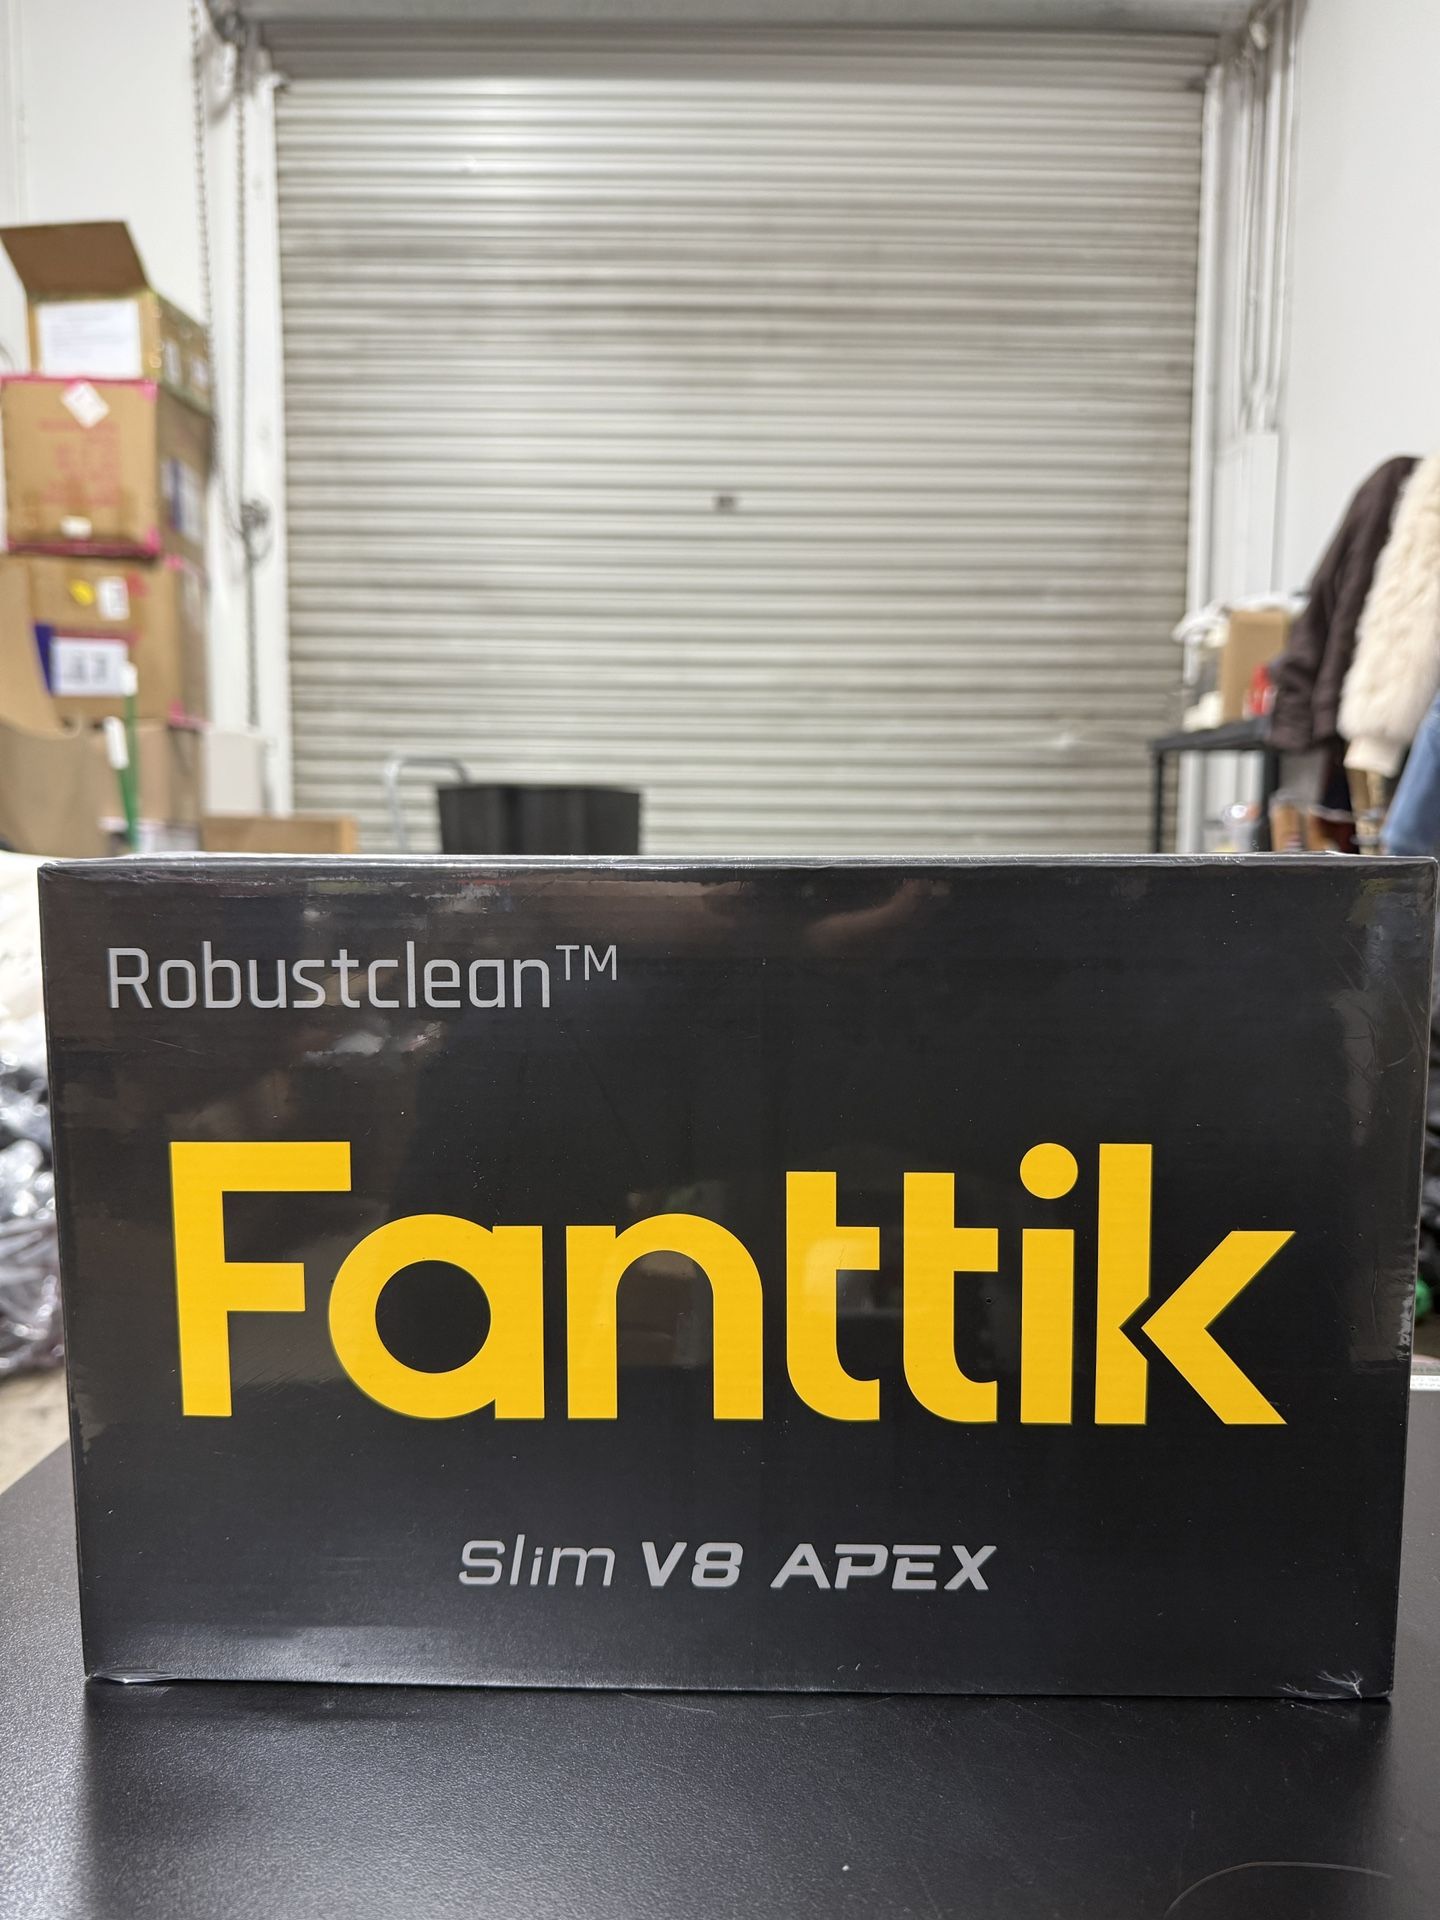 Robustclean™
Fanttik
Slim V8 APEX